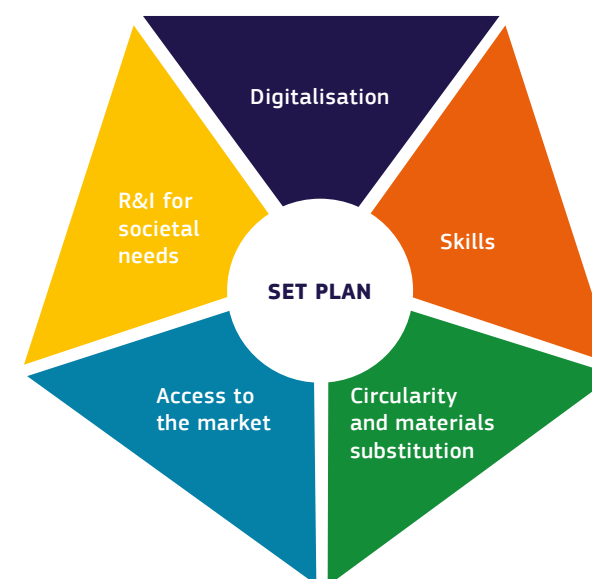 Digitalisation
R&I for
societal
needs
Skills
SET PLAN
Access to
the market
Circularity
and materials
substitution